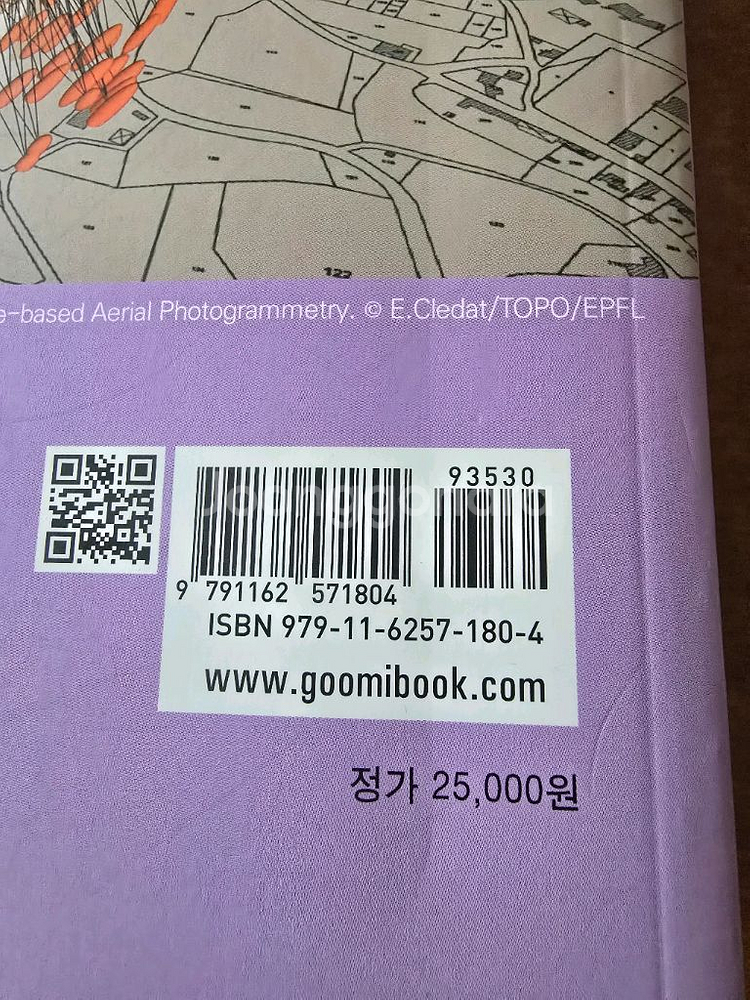 122
-based Aerial Photogrammetry. © E.Cledat/TOPO/EPFL
93530
9 791162 571804
ISBN 979-11-6257-180-4
www.goomibook.com
정가 25,000원